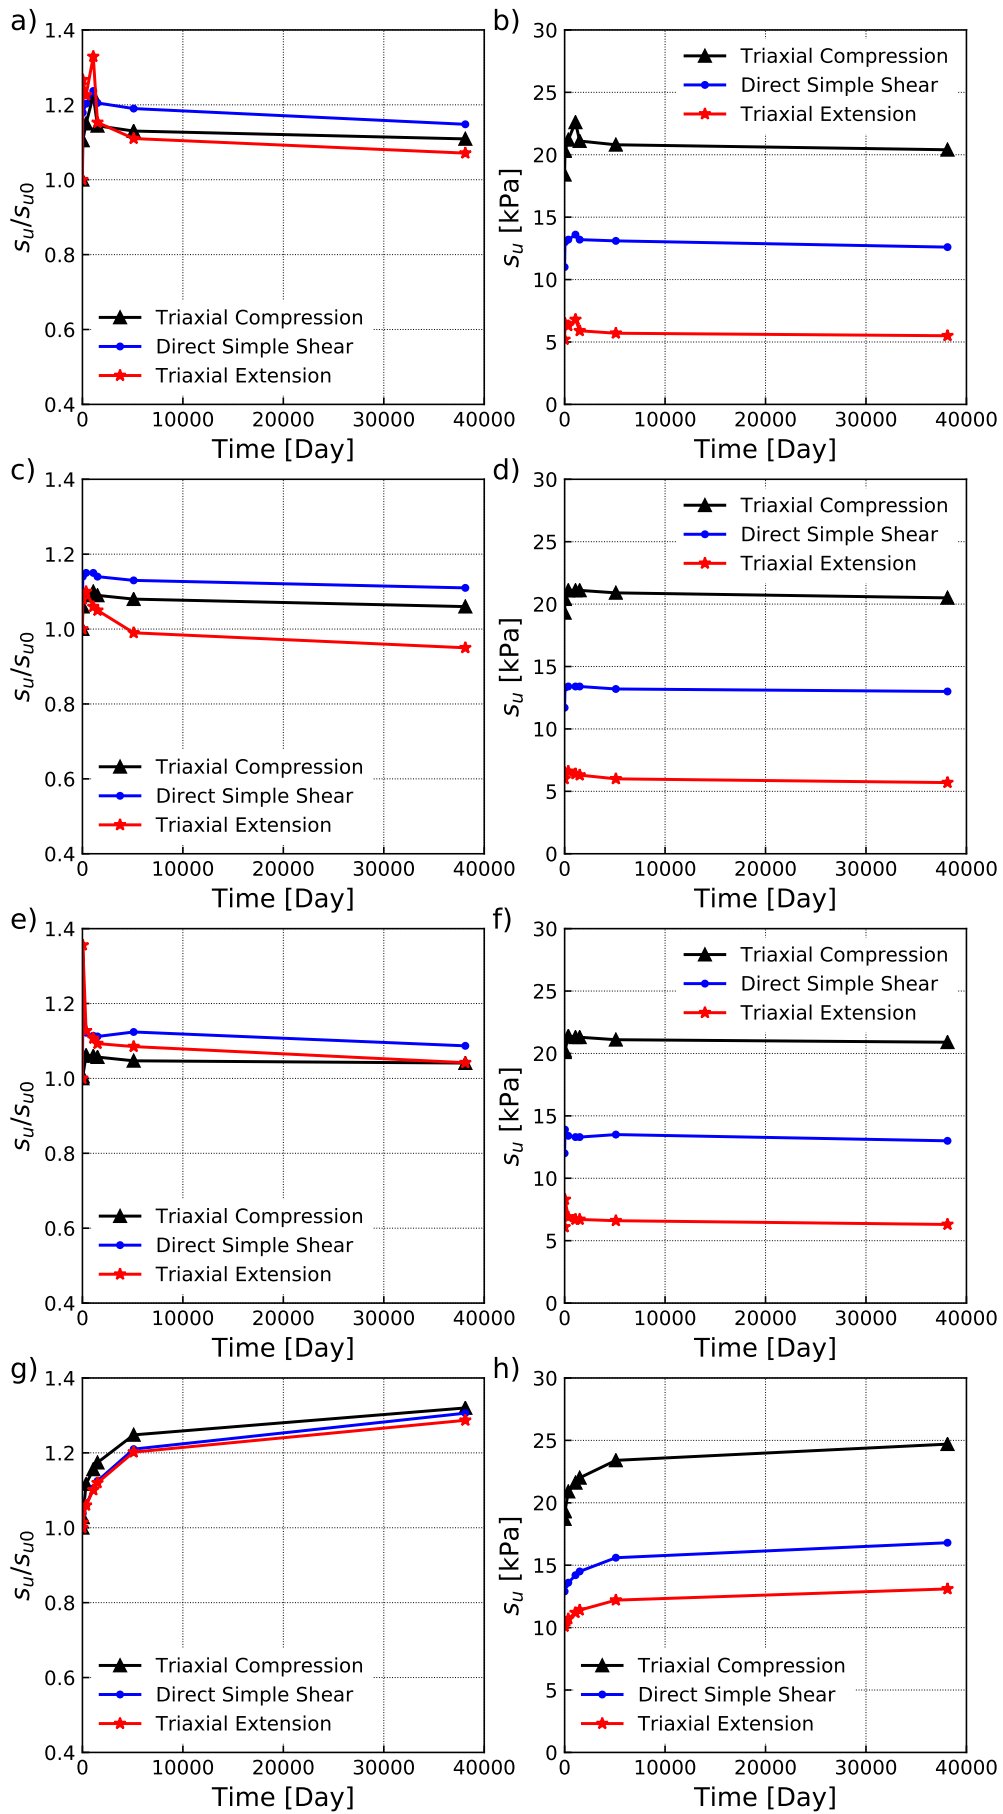 a)
1.4
1.2
1.0
0.8
0.6
0.4
s_u/s_u0
Triaxial Compression
Direct Simple Shear
Triaxial Extension
0 10000 20000 30000 40000
Time [Day]
b)
30
25
20
15
10
5
0
s_u [kPa]
Triaxial Compression
Direct Simple Shear
Triaxial Extension
0 10000 20000 30000 40000
Time [Day]
c)
1.4
1.2
1.0
0.8
0.6
0.4
s_u/s_u0
Triaxial Compression
Direct Simple Shear
Triaxial Extension
0 10000 20000 30000 40000
Time [Day]
d)
30
25
20
15
10
5
0
s_u [kPa]
Triaxial Compression
Direct Simple Shear
Triaxial Extension
0 10000 20000 30000 40000
Time [Day]
e)
1.4
1.2
1.0
0.8
0.6
0.4
s_u/s_u0
Triaxial Compression
Direct Simple Shear
Triaxial Extension
0 10000 20000 30000 40000
Time [Day]
f)
30
25
20
15
10
5
0
s_u [kPa]
Triaxial Compression
Direct Simple Shear
Triaxial Extension
0 10000 20000 30000 40000
Time [Day]
g)
1.4
1.2
1.0
0.8
0.6
0.4
s_u/s_u0
Triaxial Compression
Direct Simple Shear
Triaxial Extension
0 10000 20000 30000 40000
Time [Day]
h)
30
25
20
15
10
5
0
s_u [kPa]
Triaxial Compression
Direct Simple Shear
Triaxial Extension
0 10000 20000 30000 40000
Time [Day]